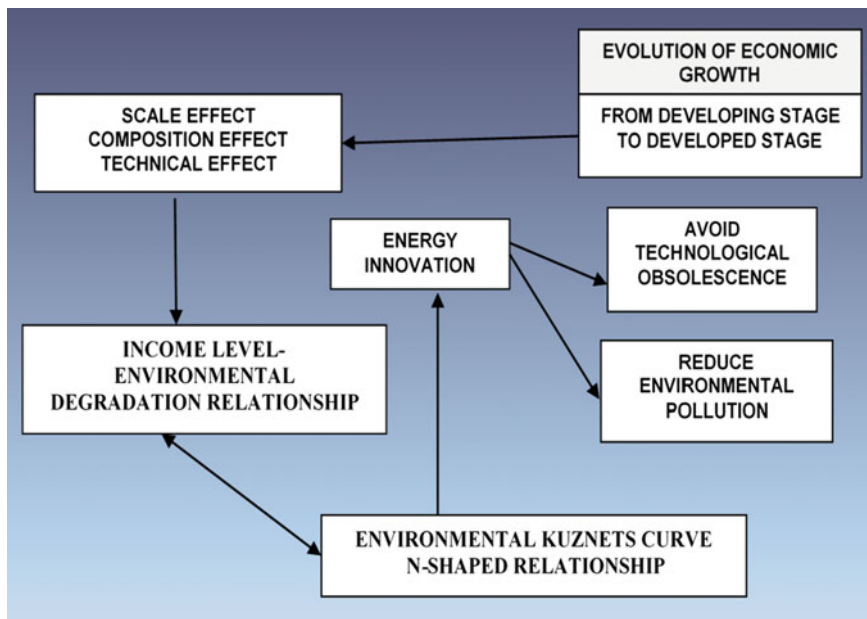 EVOLUTION OF ECONOMIC
GROWTH
FROM DEVELOPING STAGE
TO DEVELOPED STAGE
SCALE EFFECT
COMPOSITION EFFECT
TECHNICAL EFFECT
ENERGY
INNOVATION
AVOID
TECHNOLOGICAL
OBSOLESCENCE
INCOME LEVEL-
ENVIRONMENTAL
DEGRADATION RELATIONSHIP
REDUCE
ENVIRONMENTAL
POLLUTION
ENVIRONMENTAL KUZNETS CURVE
N-SHAPED RELATIONSHIP